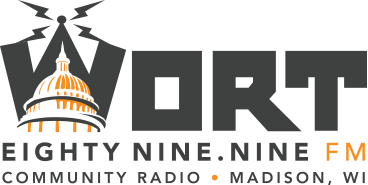 WORT
EIGHTY NINE.NINE FM
COMMUNITY RADIO • MADISON, WI